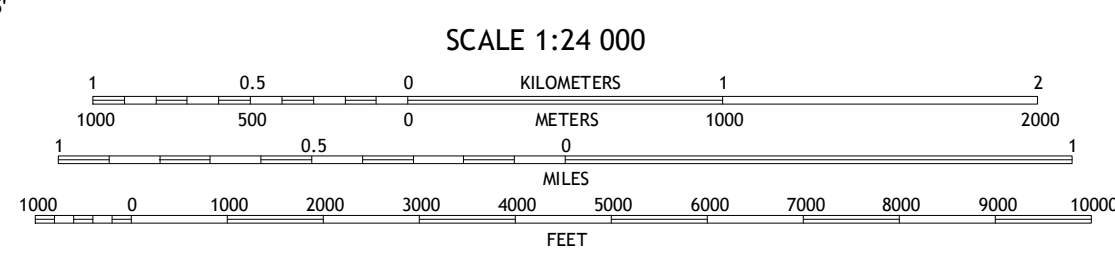 SCALE 1:24 000
1 0.5 0 KILOMETERS 1 2
1000 500 0 METERS 1000 2000
1 0.5 0 1
MILES
1000 0 1000 2000 3000 4000 5000 6000 7000 8000 9000 10000
FEET